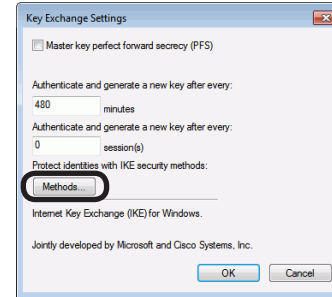 Key Exchange Settings
Master key perfect forward secrecy (PFS)
Authenticate and generate a new key after every:
480 minutes
Authenticate and generate a new key after every:
0 session(s)
Protect identities with IKE security methods:
Methods...
Internet Key Exchange (IKE) for Windows.
Jointly developed by Microsoft and Cisco Systems, Inc.
OK Cancel